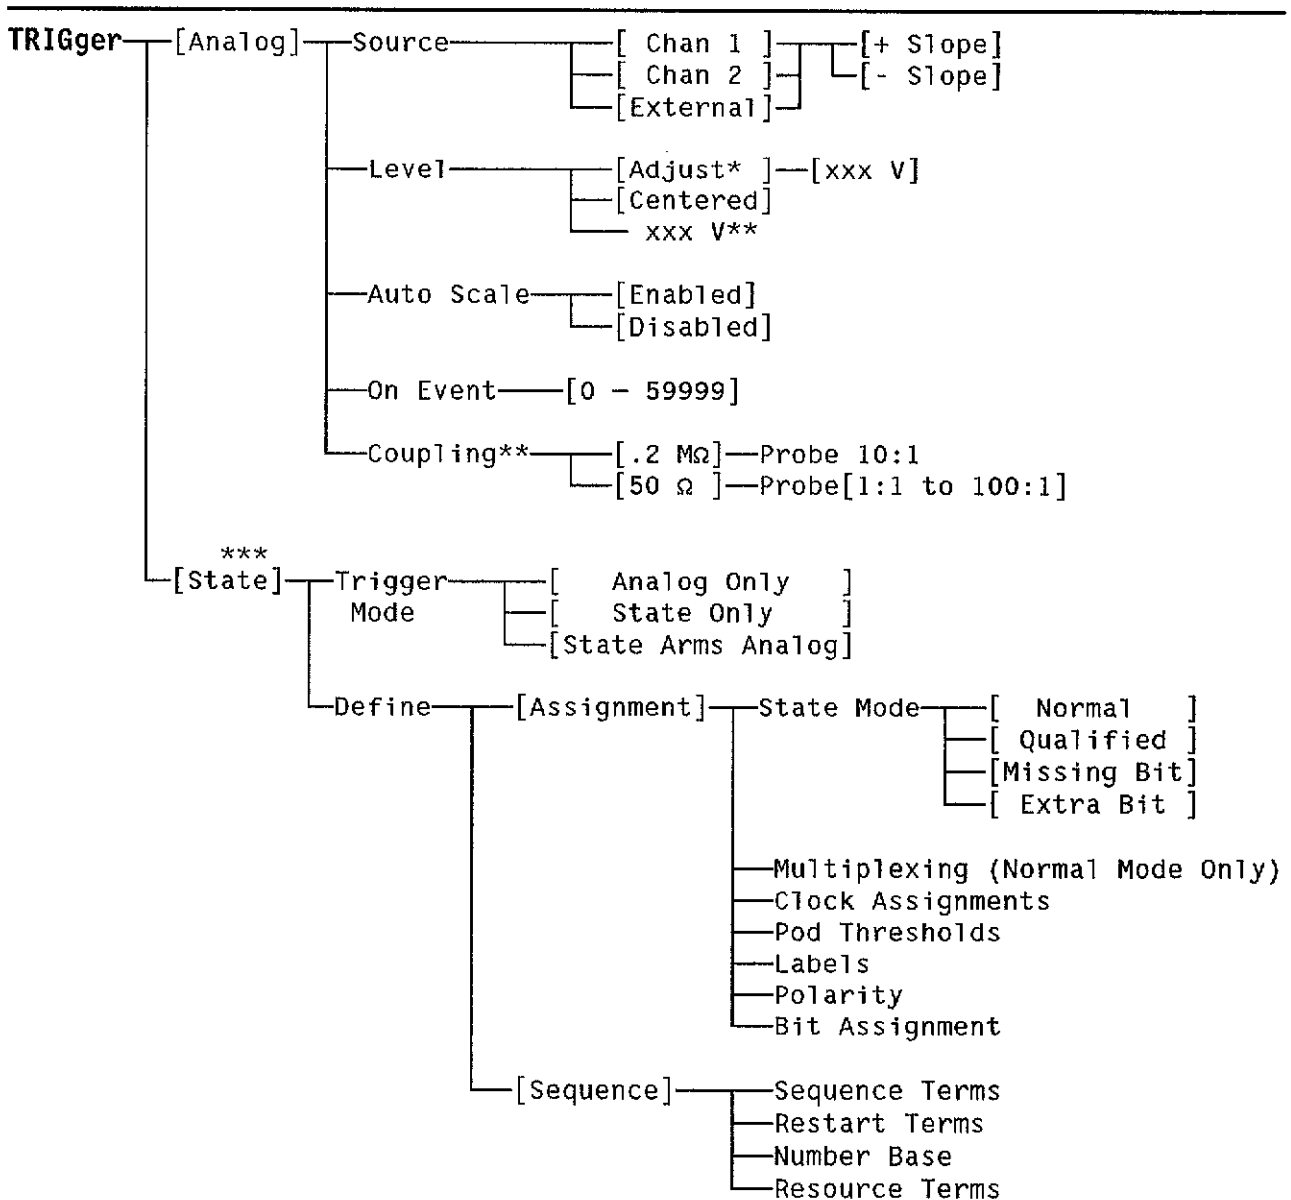 TRIGger [Analog] Source [ Chan 1 ] [+ Slope]
[ Chan 2 ] [- Slope]
[External]
Level [Adjust* ] [xxx V]
[Centered]
xxx V**
Auto Scale [Enabled]
[Disabled]
On Event [0 - 59999]
Coupling** [.2 MΩ] Probe 10:1
[50 Ω ] Probe[1:1 to 100:1]
***
[State] Trigger [ Analog Only ]
Mode [ State Only ]
[State Arms Analog]
Define [Assignment] State Mode [ Normal ]
[ Qualified ]
[Missing Bit]
[ Extra Bit ]
Multiplexing (Normal Mode Only)
Clock Assignments
Pod Thresholds
Labels
Polarity
Bit Assignment
[Sequence] Sequence Terms
Restart Terms
Number Base
Resource Terms